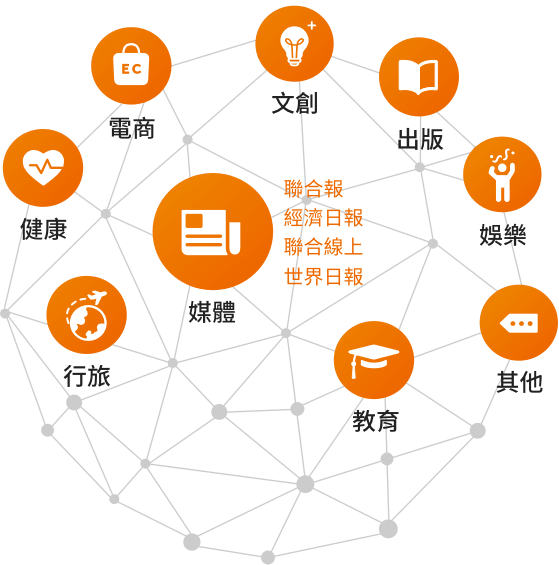 文創
EC
電商
出版
健康
聯合報
經濟日報
聯合線上
世界日報
娛樂
媒體
行旅
其他
教育